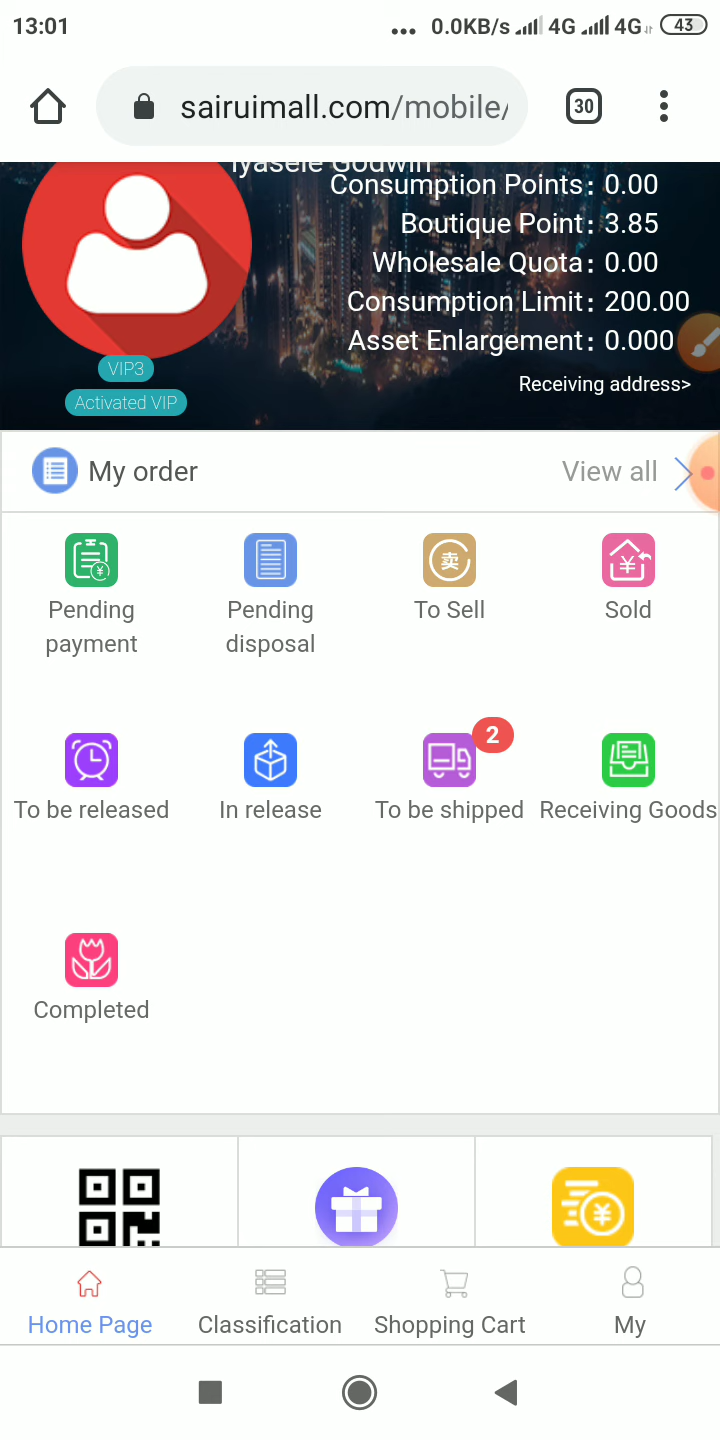 13:01
... 0.0KB/s 4G 4G 43
sairuimall.com/mobile/
30
Iyasele Godwin
Consumption Points: 0.00
Boutique Point: 3.85
Wholesale Quota: 0.00
Consumption Limit: 200.00
Asset Enlargement: 0.000
VIP3
Receiving address>
Activated VIP
My order
View all
¥
卖
¥
Pending payment
Pending disposal
To Sell
Sold
2
To be released
In release
To be shipped
Receiving Goods
Completed
¥
Home Page
Classification
Shopping Cart
My